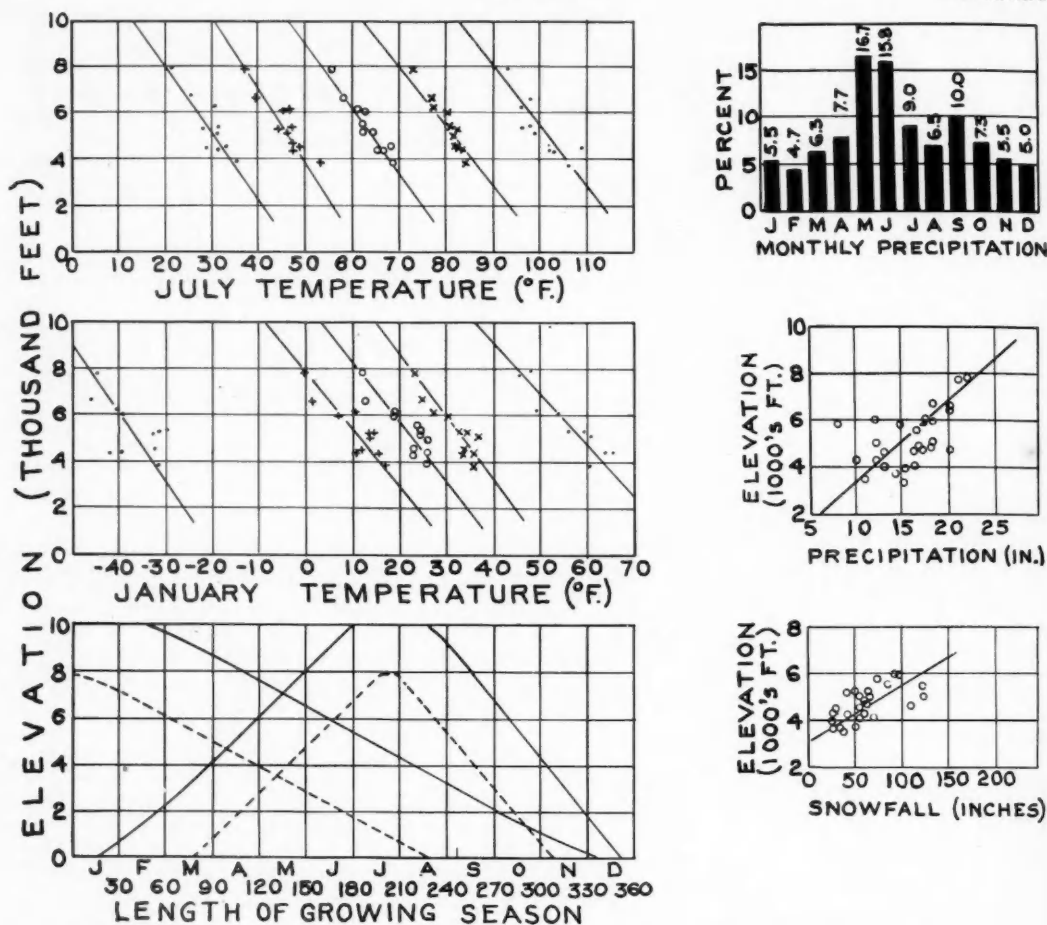 ELEVATION (THOUSAND FEET)
10
8
6
4
2
0
0 10 20 30 40 50 60 70 80 90 100 110
JULY TEMPERATURE (°F.)
10
8
6
4
2
0
-40 -30 -20 -10 0 10 20 30 40 50 60 70
JANUARY TEMPERATURE (°F.)
10
8
6
4
2
0
J F M A M J J A S O N D
30 60 90 120 150 180 210 240 270 300 330 360
LENGTH OF GROWING SEASON
PERCENT
15
10
5
0
5.5 4.7 6.3 7.7 16.7 15.8 9.0 6.5 10.0 7.3 5.5 5.0
J F M A M J J A S O N D
MONTHLY PRECIPITATION
ELEVATION
(1000's FT.)
10
8
6
4
2
5 10 15 20 25
PRECIPITATION (IN.)
ELEVATION
(1000's FT.)
8
6
4
2
0 50 100 150 200
SNOWFALL (INCHES)